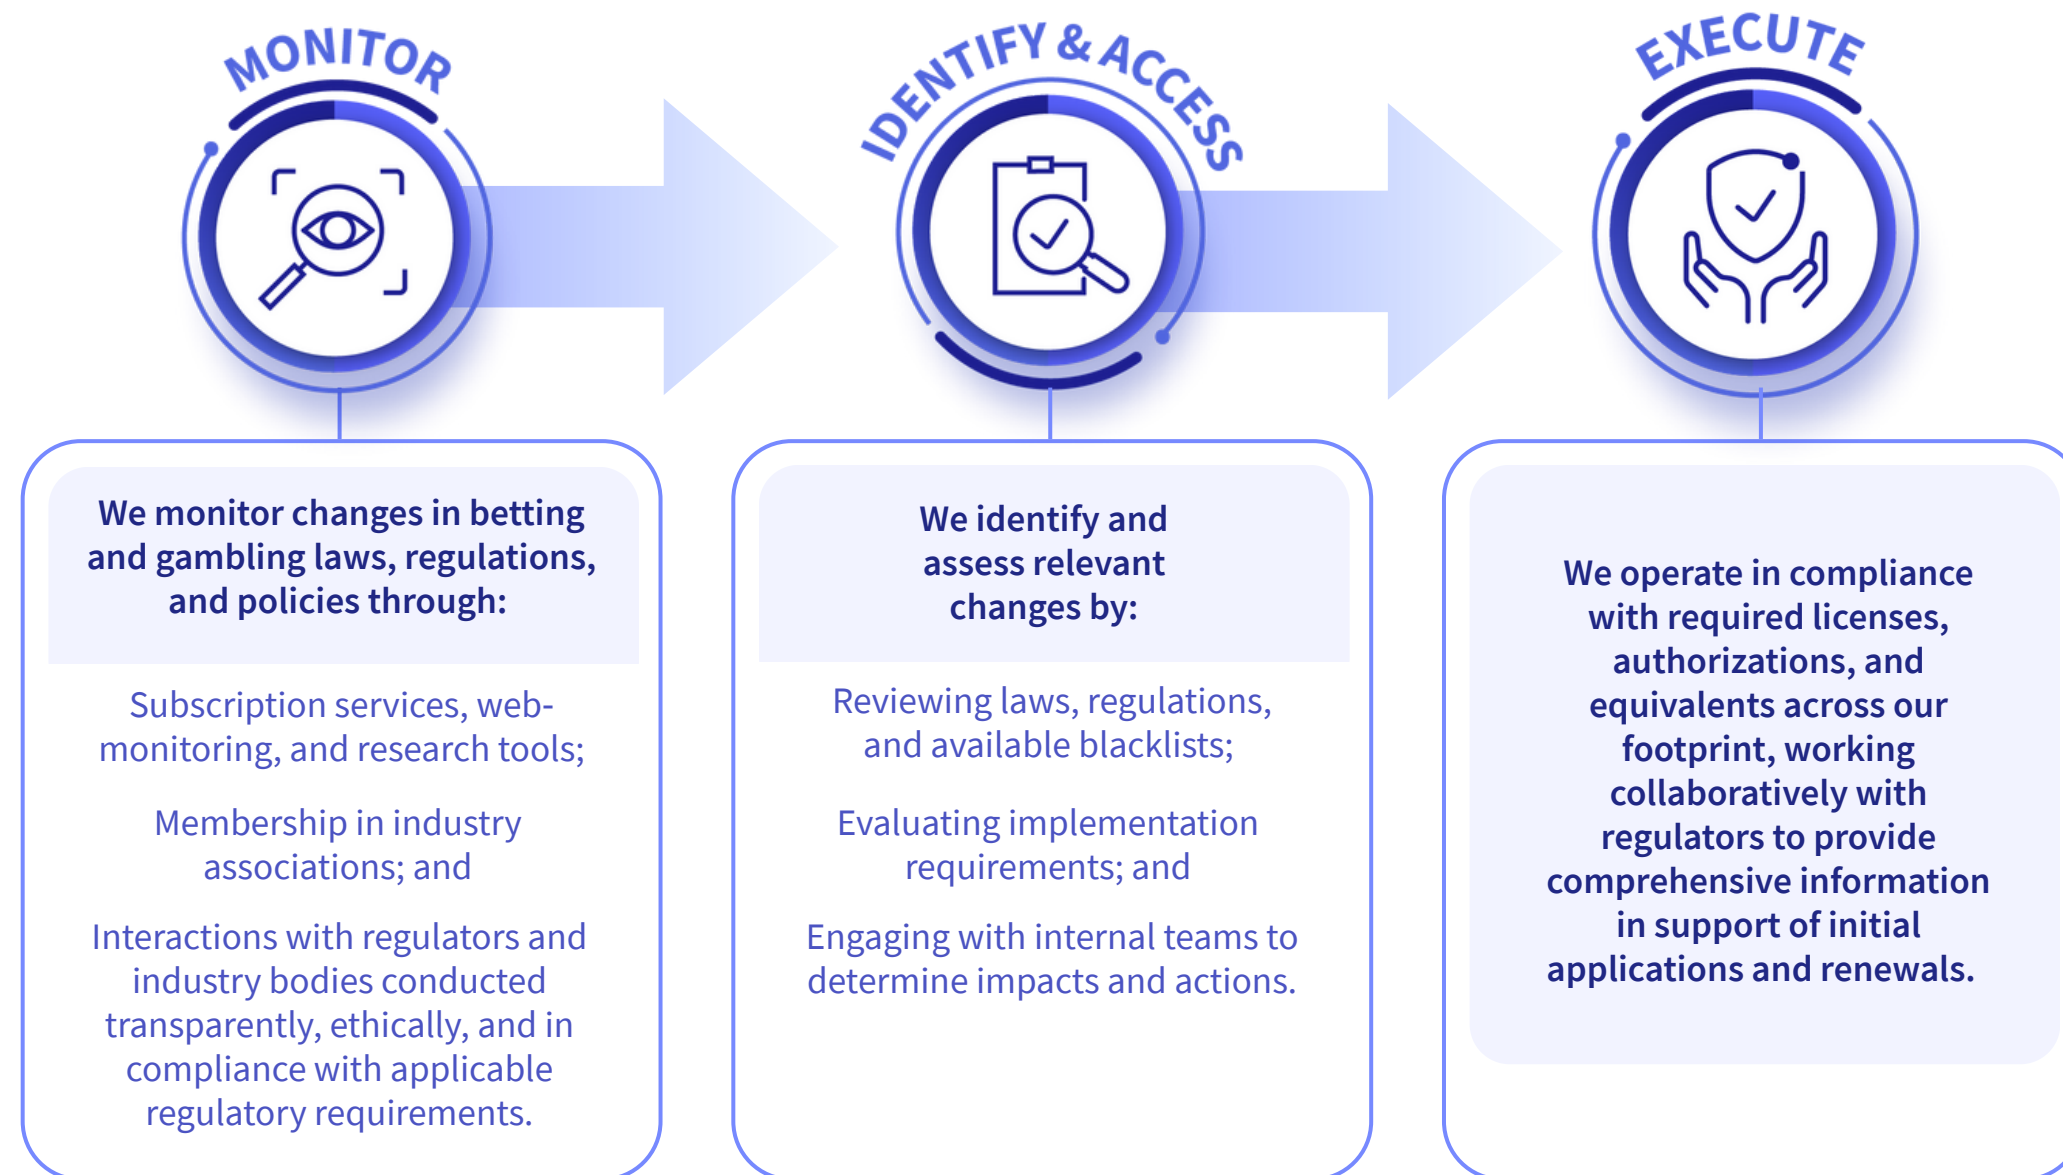 MONITOR
We monitor changes in betting
and gambling laws, regulations,
and policies through:
Subscription services, web-
monitoring, and research tools;
Membership in industry
associations; and
Interactions with regulators and
industry bodies conducted
transparently, ethically, and in
compliance with applicable
regulatory requirements.
IDENTIFY & ACCESS
We identify and
assess relevant
changes by:
Reviewing laws, regulations,
and available blacklists;
Evaluating implementation
requirements; and
Engaging with internal teams to
determine impacts and actions.
EXECUTE
We operate in compliance
with required licenses,
authorizations, and
equivalents across our
footprint, working
collaboratively with
regulators to provide
comprehensive information
in support of initial
applications and renewals.